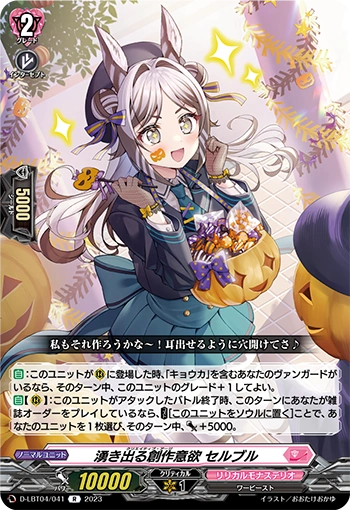 2
グレード
インターセプト
シールド
5000
私もそれ作ろうかな～！耳出せるように穴開けてさ♪
自：このユニットがRに登場した時、「キョウカ」を含むあなたのヴァンガードが
いるなら、そのターン中、このユニットのグレード＋1してよい。
自【R】：このユニットがアタックしたバトル終了時、このターンにあなたが雑
誌オーダーをプレイしているなら、【このユニットをソウルに置く】ことで、あ
なたのユニットを1枚選び、そのターン中、＋5000。
ノーマルユニット
湧き出る創作意欲 セルブル
パワー
10000
クリティカル
1
リリカルモナステリオ
ワービースト
D-LBT04/041 R 2023
イラスト／おおたけおかゆ